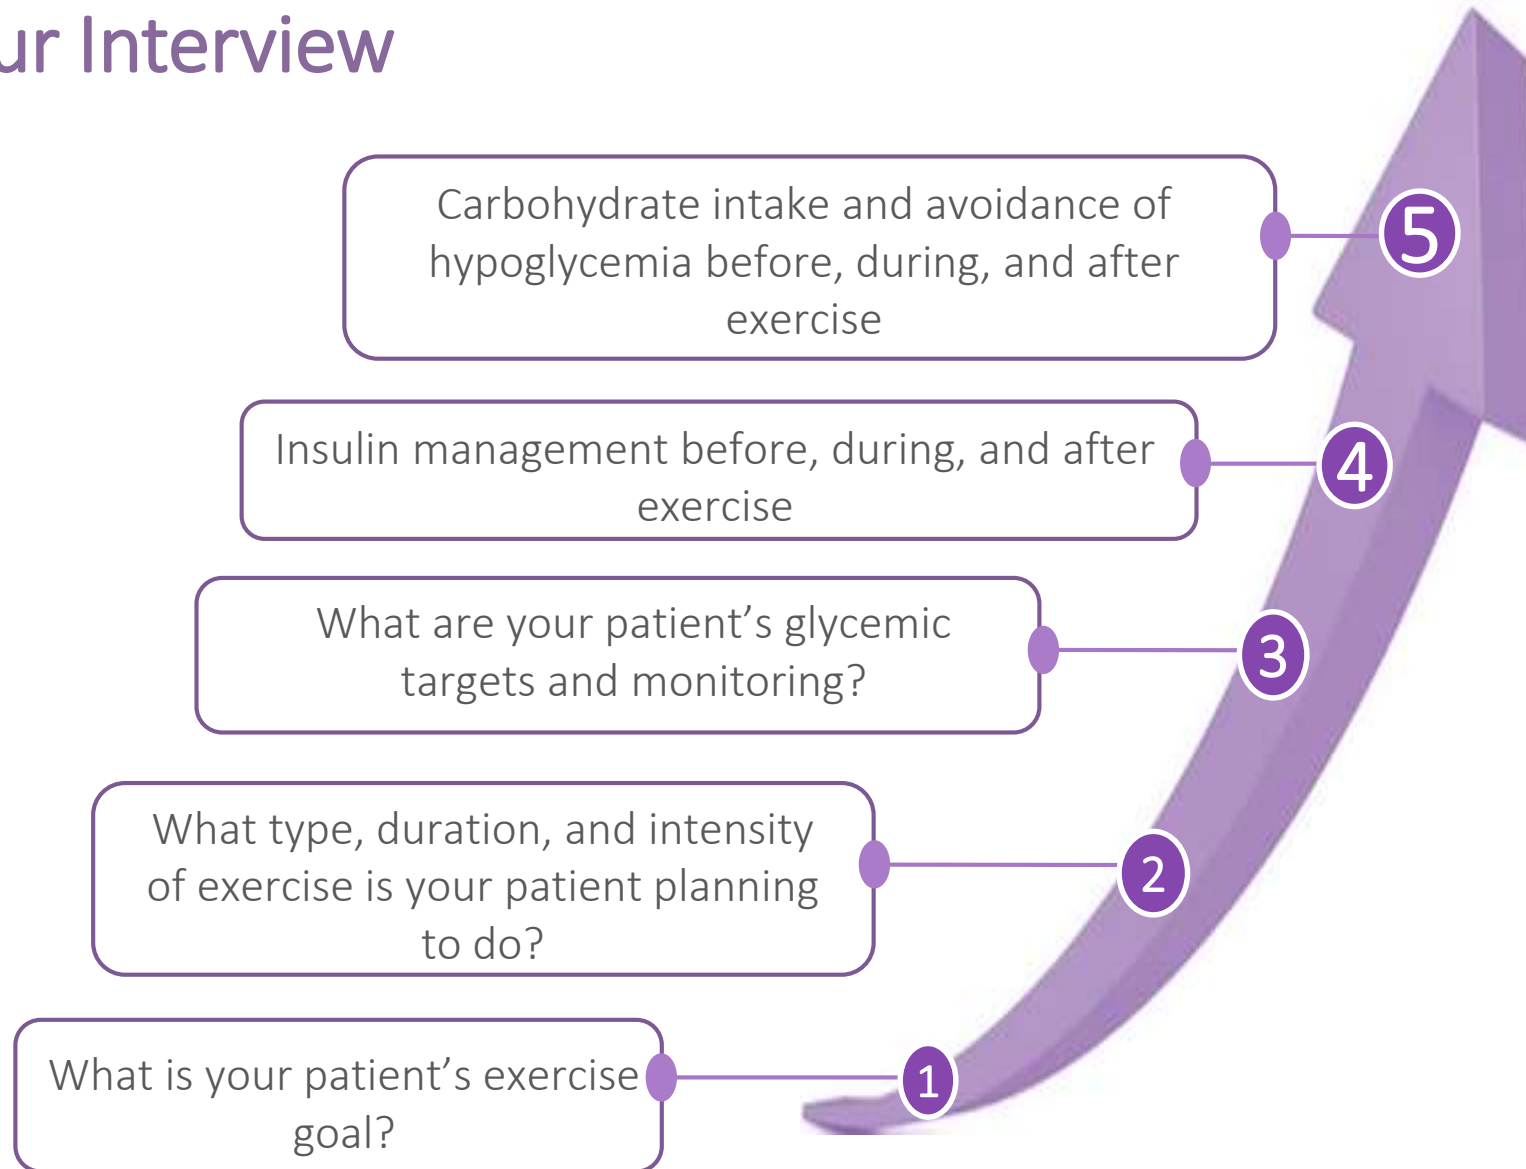 ur Interview
Carbohydrate intake and avoidance of
hypoglycemia before, during, and after
exercise
5
Insulin management before, during, and after
exercise
4
What are your patient’s glycemic
targets and monitoring?
3
What type, duration, and intensity
of exercise is your patient planning
to do?
2
What is your patient’s exercise
goal?
1